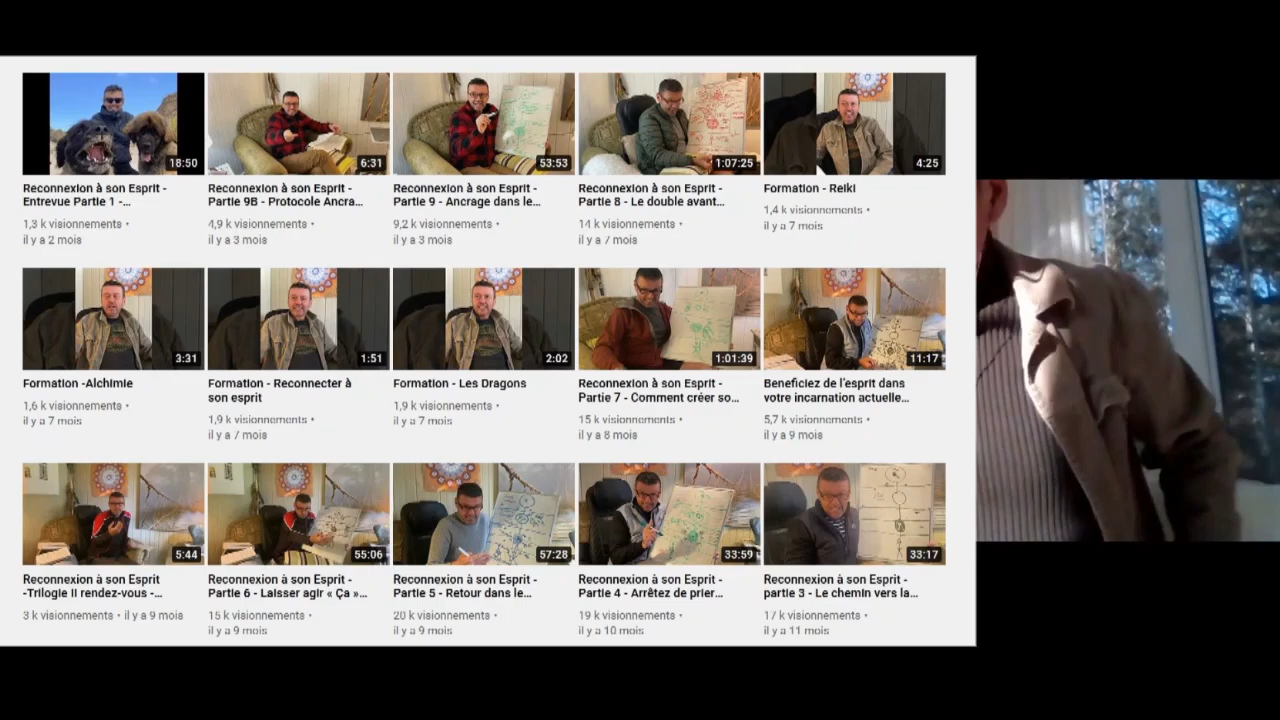 18:50
6:31
53:53
1:07:25
4:25
Reconnexion à son Esprit -
Entrevue Partie 1 -...
1,3 k visionnements •
il y a 2 mois
Reconnexion à son Esprit -
Partie 9B - Protocole Ancra...
4,9 k visionnements •
il y a 3 mois
Reconnexion à son Esprit -
Partie 9 - Ancrage dans le...
9,2 k visionnements •
il y a 3 mois
Reconnexion à son Esprit -
Partie 8 - Le double avant...
14 k visionnements •
il y a 7 mois
Formation - Reiki
1,4 k visionnements •
il y a 7 mois
3:31
1:51
2:02
1:01:39
11:17
Formation -Alchimie
1,6 k visionnements •
il y a 7 mois
Formation - Reconnecter à
son esprit
1,9 k visionnements •
il y a 7 mois
Formation - Les Dragons
1,9 k visionnements •
il y a 7 mois
Reconnexion à son Esprit -
Partie 7 - Comment créer so...
15 k visionnements •
il y a 8 mois
Beneficiez de l'esprit dans
votre incarnation actuelle...
5,7 k visionnements •
il y a 9 mois
5:44
55:06
57:28
33:59
33:17
Reconnexion à son Esprit
-Trilogie II rendez-vous -...
3 k visionnements • il y a 9 mois
Reconnexion à son Esprit -
Partie 6 - Laisser agir « Ça »...
15 k visionnements •
il y a 9 mois
Reconnexion à son Esprit -
Partie 5 - Retour dans le...
20 k visionnements •
il y a 9 mois
Reconnexion à son Esprit -
Partie 4 - Arrêtez de prier...
19 k visionnements •
il y a 10 mois
Reconnexion à son Esprit -
partie 3 - Le chemin vers la...
17 k visionnements •
il y a 11 mois